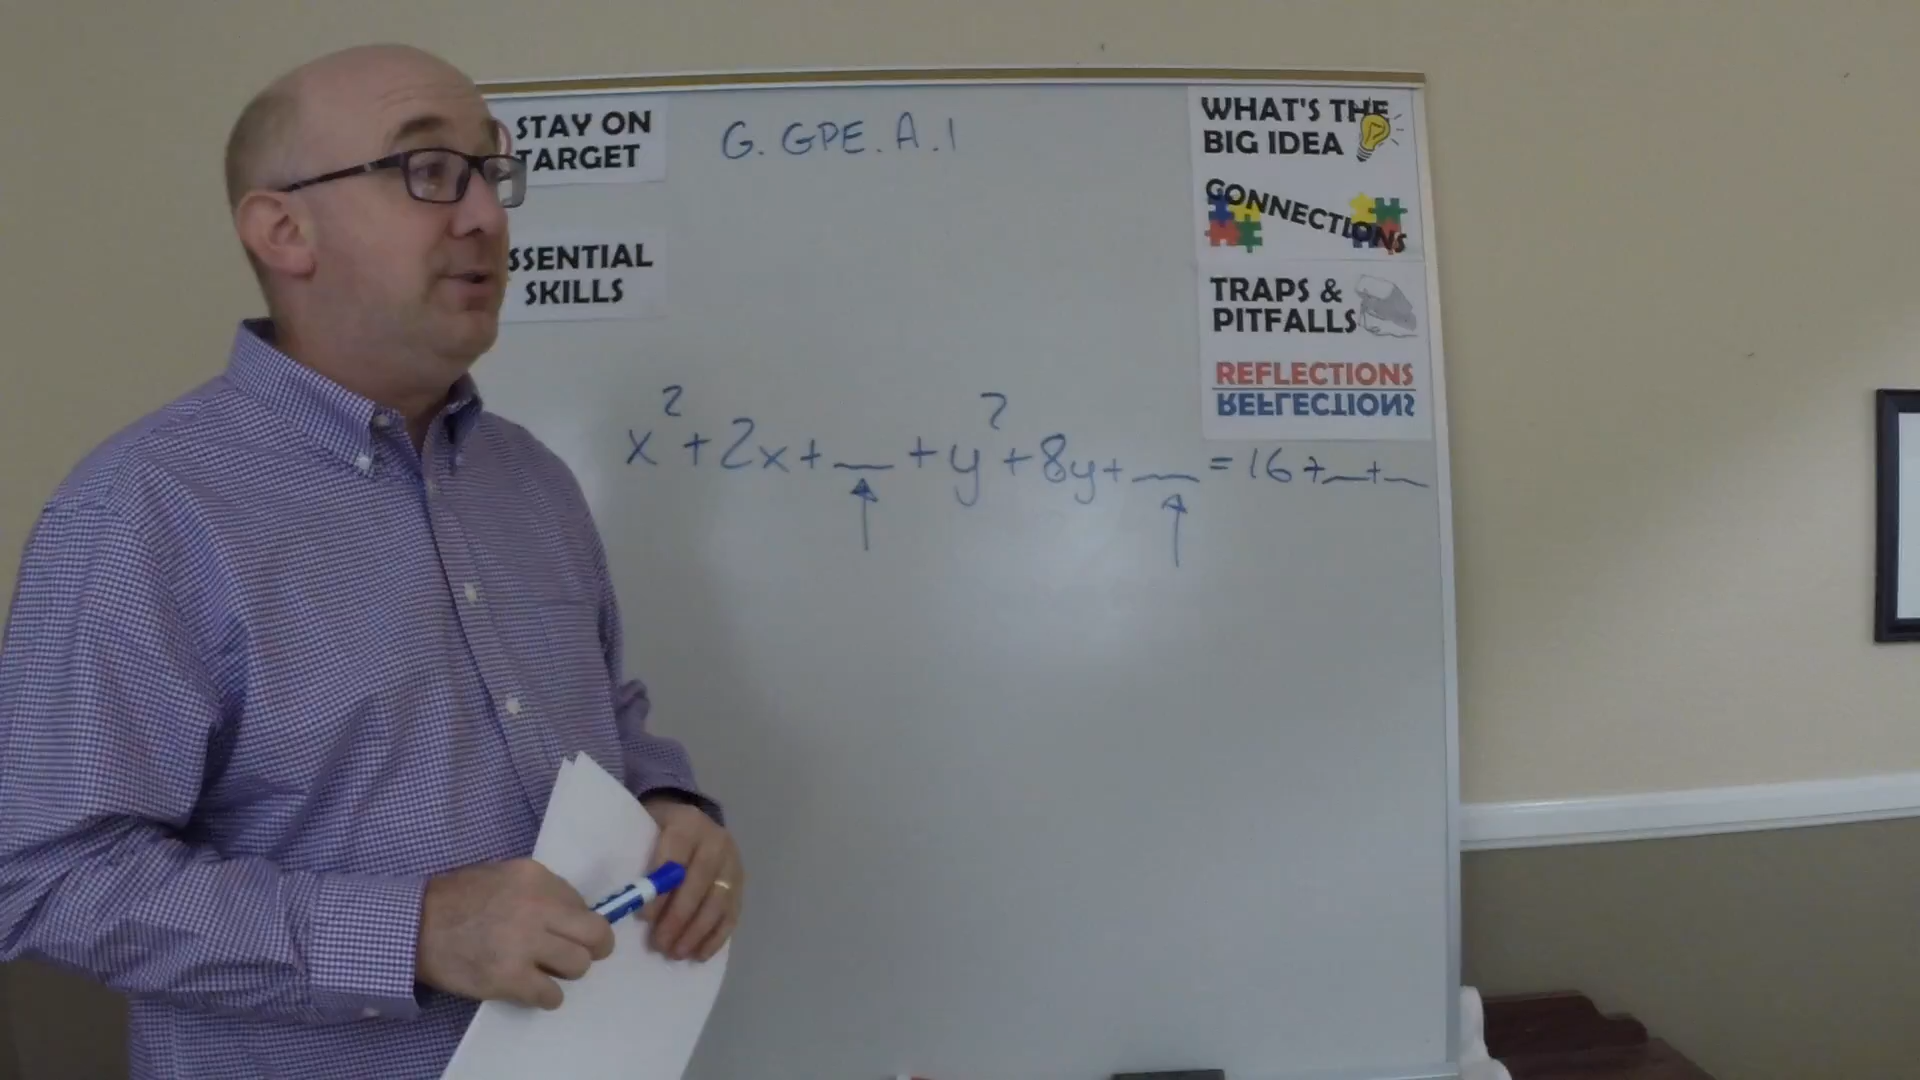 STAY ON
TARGET
G. GPE. A. 1
WHAT'S THE
BIG IDEA
CONNECTIONS
SSENTIAL
SKILLS
TRAPS &
PITFALLS
REFLECTIONS
REFLECTIONS
x² + 2x + __ + y² + 8y + __ = 16 + __ + __